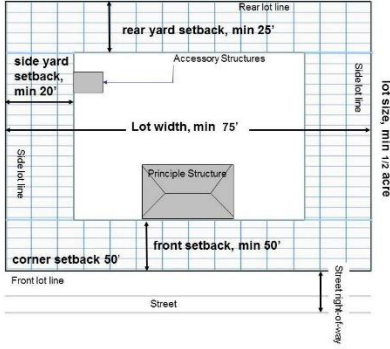 Rear lot line
rear yard setback, min 25’
side yard
setback,
min 20’
Accessory Structures
Side lot line
lot size, min 1/2 acre
Lot width, min 75’
Side lot line
Principle Structure
front setback, min 50’
corner setback 50'
Front lot line
Street
Street right-of-way